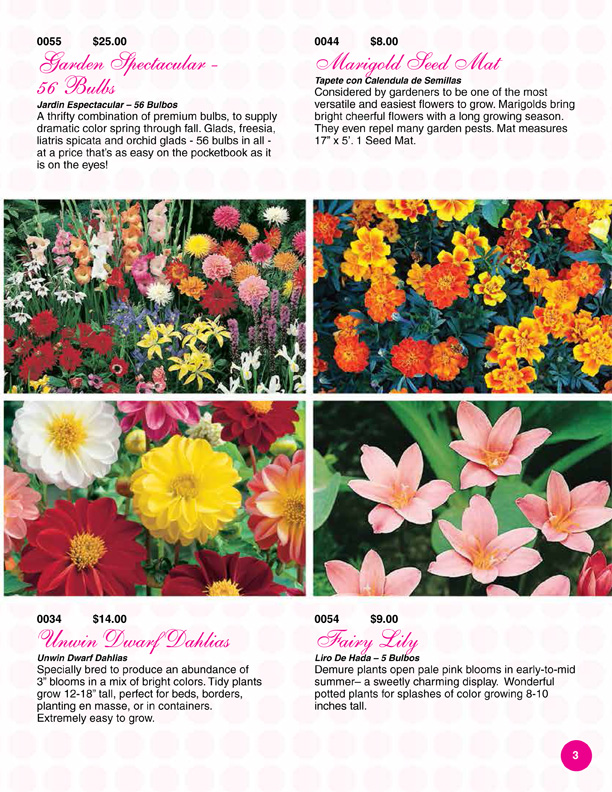 0055 $25.00
Garden Spectacular -
56 Bulbs
Jardin Espectacular – 56 Bulbos
A thrifty combination of premium bulbs, to supply
dramatic color spring through fall. Glads, freesia,
liatris spicata and orchid glads - 56 bulbs in all -
at a price that's as easy on the pocketbook as it
is on the eyes!
0044 $8.00
Marigold Seed Mat
Tapete con Calendula de Semillas
Considered by gardeners to be one of the most
versatile and easiest flowers to grow. Marigolds bring
bright cheerful flowers with a long growing season.
They even repel many garden pests. Mat measures
17" x 5'. 1 Seed Mat.
0034 $14.00
Unwin Dwarf Dahlias
Unwin Dwarf Dahlias
Specially bred to produce an abundance of
3" blooms in a mix of bright colors. Tidy plants
grow 12-18" tall, perfect for beds, borders,
planting en masse, or in containers.
Extremely easy to grow.
0054 $9.00
Fairy Lily
Liro De Hada – 5 Bulbos
Demure plants open pale pink blooms in early-to-mid
summer– a sweetly charming display. Wonderful
potted plants for splashes of color growing 8-10
inches tall.
3